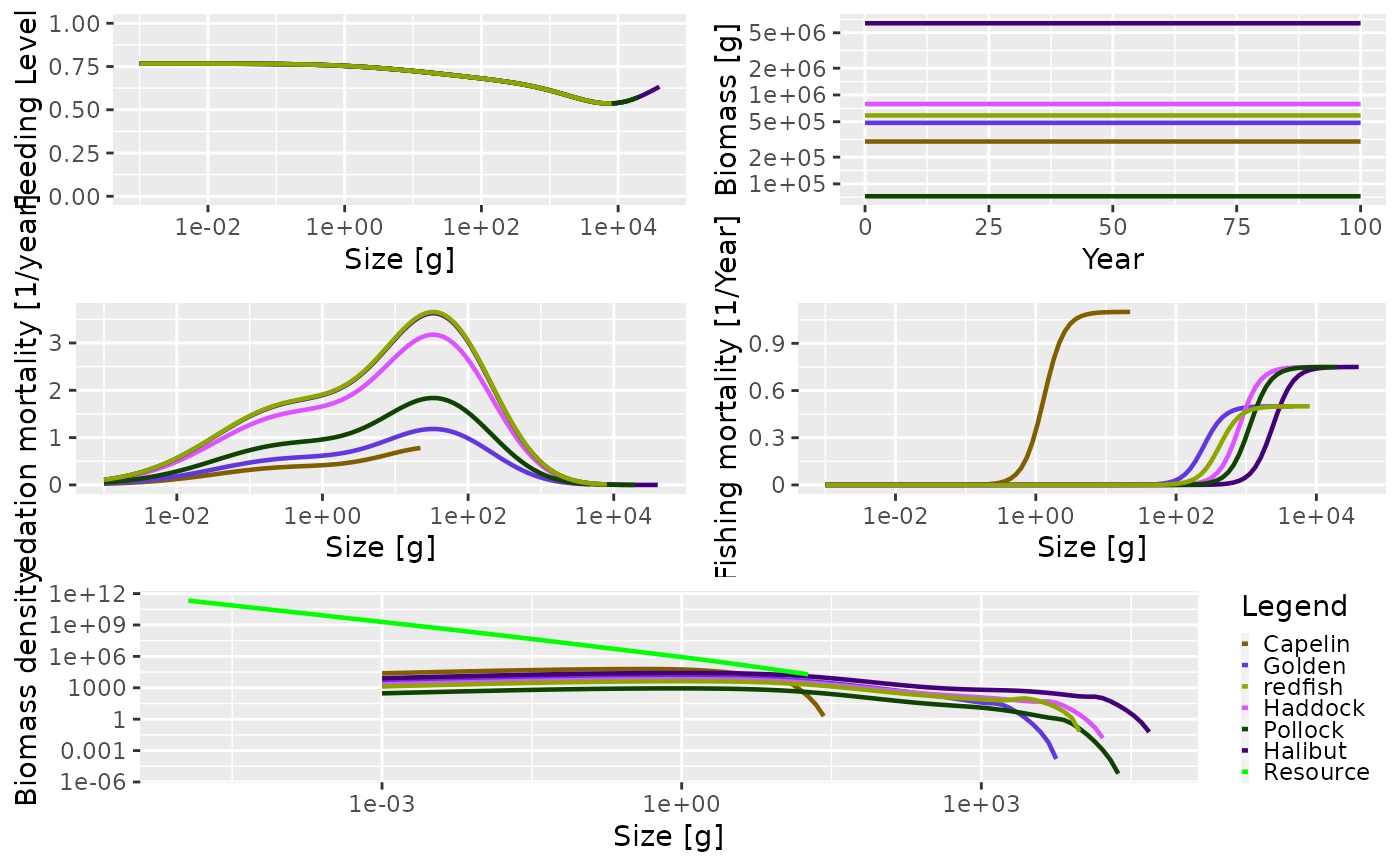 Feeding Level
1.00
0.75
0.50
0.25
0.00
1e-02 1e+00 1e+02 1e+04
Size [g]
Biomass [g]
5e+06
2e+06
1e+06
5e+05
2e+05
1e+05
0 25 50 75 100
Year
edation mortality [1/year]
3
2
1
0
1e-02 1e+00 1e+02 1e+04
Size [g]
Fishing mortality [1/Year]
0.9
0.6
0.3
0
1e-02 1e+00 1e+02 1e+04
Size [g]
Biomass density
1e+12
1e+09
1e+06
1000
1
0.001
1e-06
1e-03 1e+00 1e+03
Size [g]
Legend
Capelin
Golden
redfish
Haddock
Pollock
Halibut
Resource